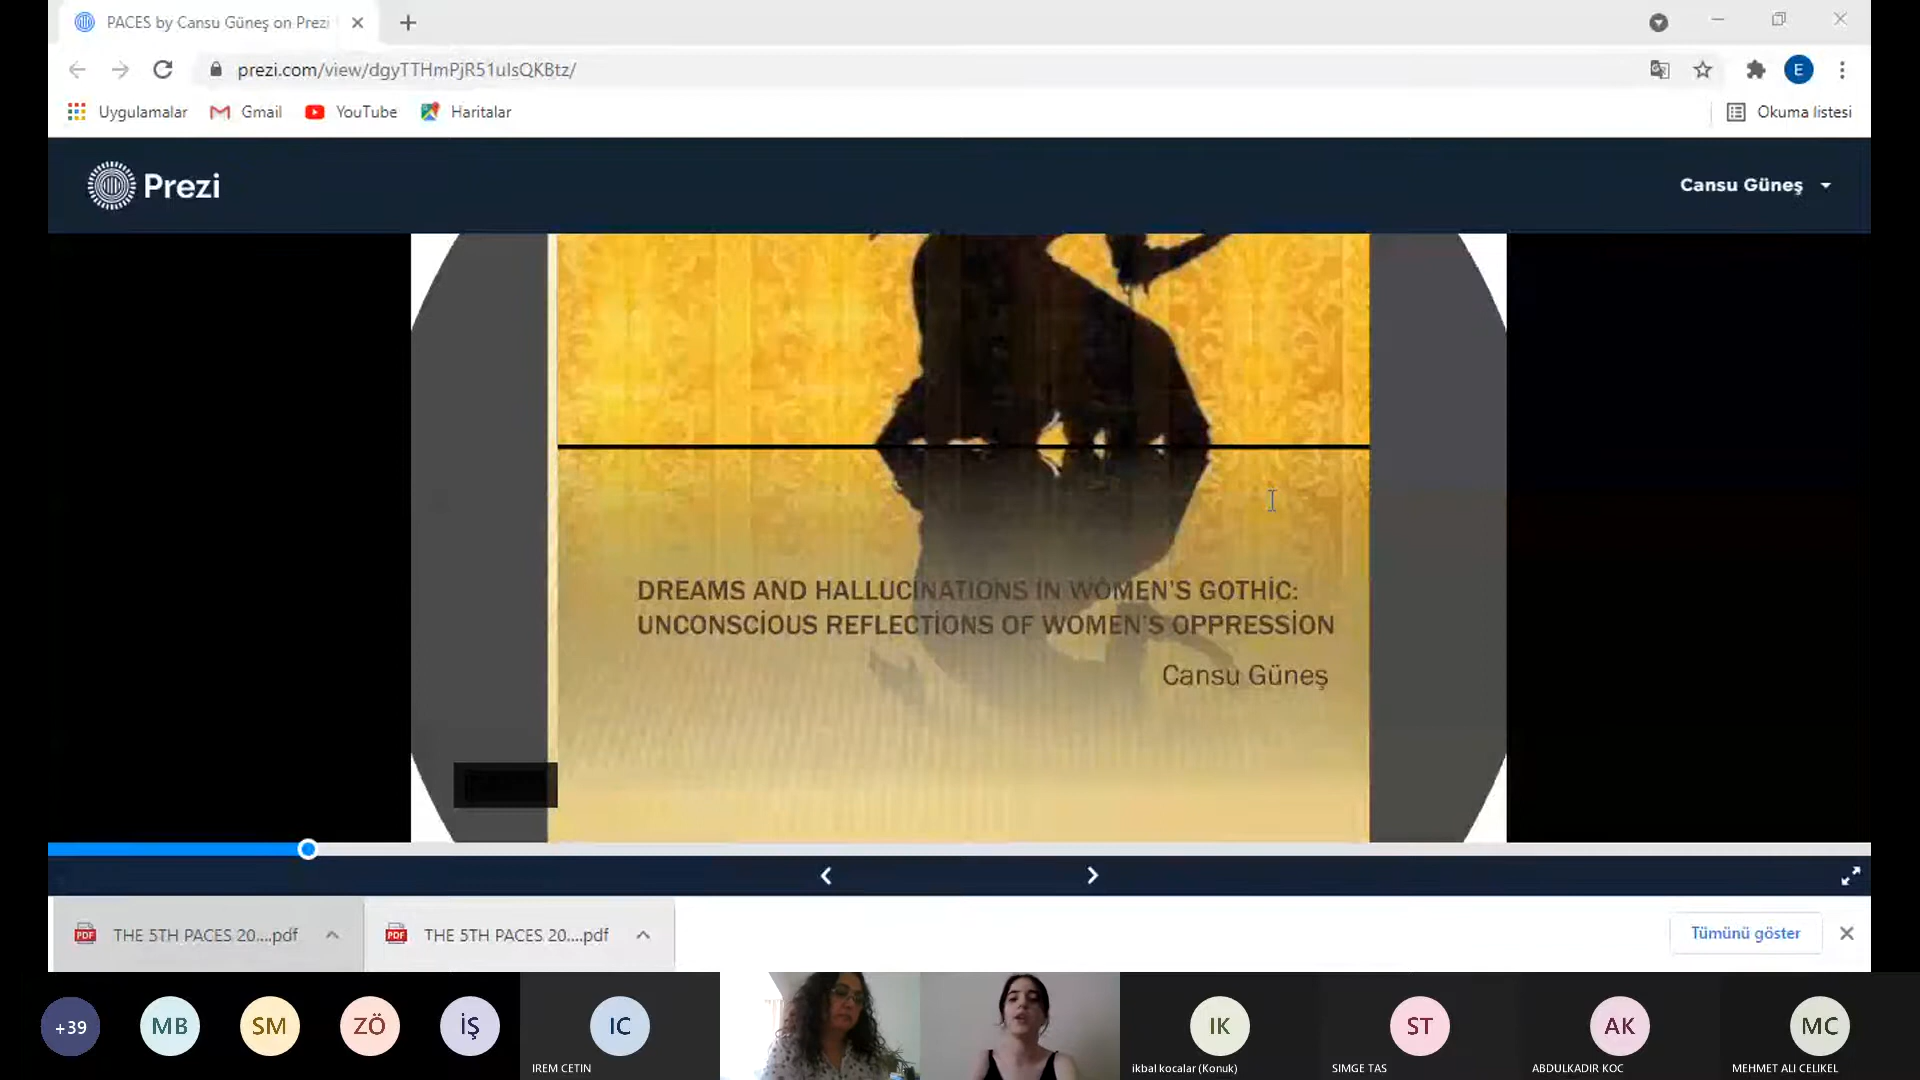 PACES by Cansu Güneş on Prezi
prezi.com/view/dgyTTHmPjR51uIsQKBtz/
E
Uygulamalar
Gmail
YouTube
Haritalar
Okuma listesi
Prezi
Cansu Güneş
DREAMS AND HALLUCINATIONS IN WOMEN'S GOTHİC:
UNCONSCİOUS REFLECTİONS OF WOMEN'S OPPRESSİON
Cansu Güneş
PDF
THE 5TH PACES 20....pdf
PDF
THE 5TH PACES 20....pdf
Tümünü göster
+39
MB
SM
ZÖ
İŞ
IC
IK
ST
AK
MC
IREM CETIN
ikbal kocalar (Konuk)
SIMGE TAS
ABDULKADIR KOC
MEHMET ALI CELIKEL